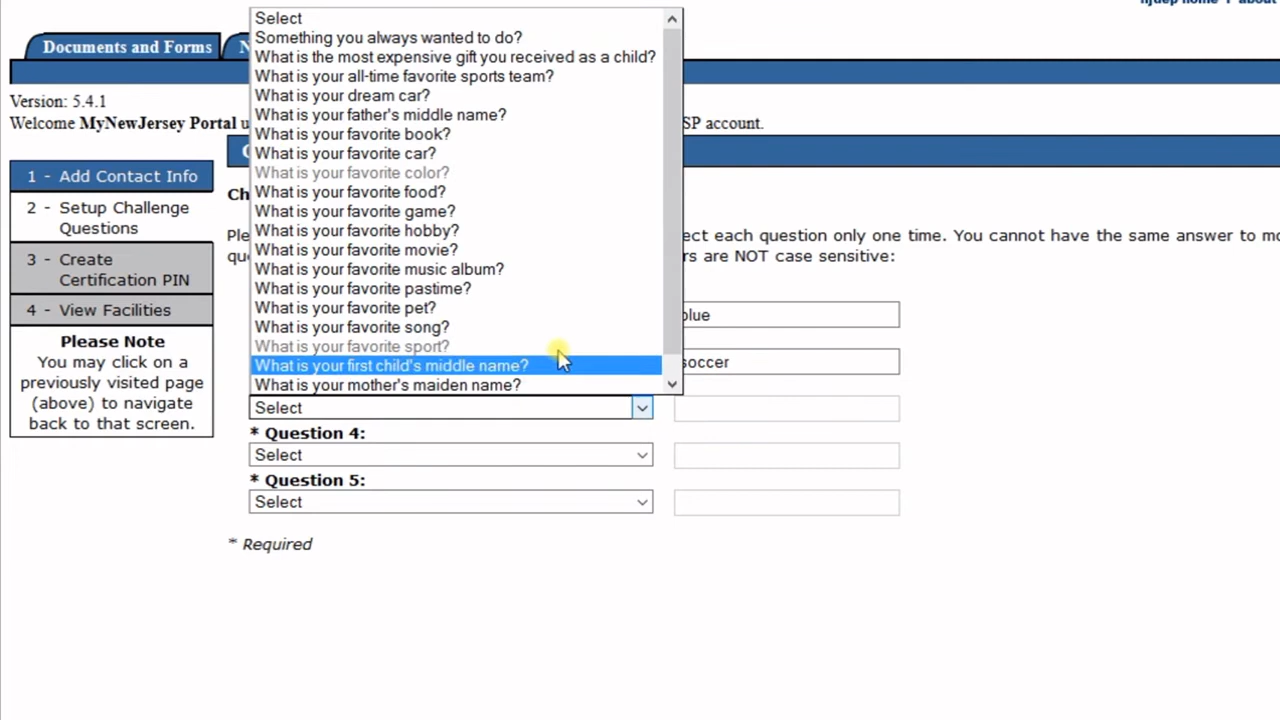 njdep home | about
Documents and Forms
N
Version: 5.4.1
Welcome MyNewJersey Portal u
SP account.
1 - Add Contact Info
2 - Setup Challenge
Questions
3 - Create
Certification PIN
4 - View Facilities
Please Note
You may click on a
previously visited page
(above) to navigate
back to that screen.
Ch
Ple
ect each question only one time. You cannot have the same answer to mo
que
rs are NOT case sensitive:
Select
Something you always wanted to do?
What is the most expensive gift you received as a child?
What is your all-time favorite sports team?
What is your dream car?
What is your father's middle name?
What is your favorite book?
What is your favorite car?
What is your favorite color?
What is your favorite food?
What is your favorite game?
What is your favorite hobby?
What is your favorite movie?
What is your favorite music album?
What is your favorite pastime?
What is your favorite pet?
What is your favorite song?
What is your favorite sport?
What is your first child's middle name?
What is your mother's maiden name?
blue
soccer
Select
* Question 4:
Select
* Question 5:
Select
* Required